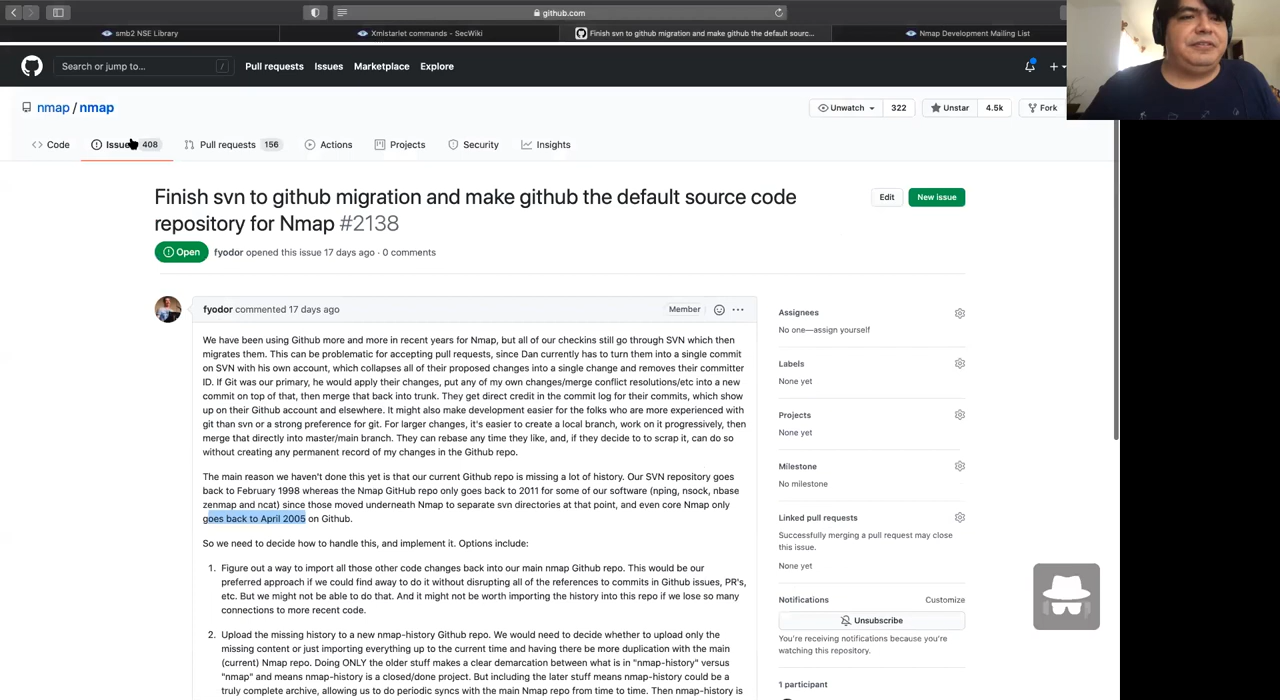 github.com
smb2 NSE Library
Xmlstarlet commands - SecWiki
Finish svn to github migration and make github the default sourc...
Nmap Development Mailing List
Search or jump to...
/
Pull requests
Issues
Marketplace
Explore
nmap / nmap
Unwatch
322
Unstar
4.5k
Fork
Code
Issues
408
Pull requests
156
Actions
Projects
Security
Insights
Finish svn to github migration and make github the default source code
repository for Nmap #2138
Edit
New issue
Open
fyodor opened this issue 17 days ago · 0 comments
fyodor commented 17 days ago
Member
We have been using Github more and more in recent years for Nmap, but all of our checkins still go through SVN which then
migrates them. This can be problematic for accepting pull requests, since Dan currently has to turn them into a single commit
on SVN with his own account, which collapses all of their proposed changes into a single change and removes their committer
ID. If Git was our primary, he would apply their changes, put any of my own changes/merge conflict resolutions/etc into a new
commit on top of that, then merge that back into trunk. They get direct credit in the commit log for their commits, which show
up on their Github account and elsewhere. It might also make development easier for the folks who are more experienced with
git than svn or a strong preference for git. For larger changes, it's easier to create a local branch, work on it progressively, then
merge that directly into master/main branch. They can rebase any time they like, and, if they decide to to scrap it, can do so
without creating any permanent record of my changes in the Github repo.
The main reason we haven't done this yet is that our current Github repo is missing a lot of history. Our SVN repository goes
back to February 1998 whereas the Nmap GitHub repo only goes back to 2011 for some of our software (nping, nsock, nbase
zenmap and ncat) since those moved underneath Nmap to separate svn directories at that point, and even core Nmap only
goes back to April 2005 on Github.
So we need to decide how to handle this, and implement it. Options include:
1. Figure out a way to import all those other code changes back into our main nmap Github repo. This would be our
preferred approach if we could find away to do it without disrupting all of the references to commits in Github issues, PR's,
etc. But we might not be able to do that. And it might not be worth importing the history into this repo if we lose so many
connections to more recent code.
2. Upload the missing history to a new nmap-history Github repo. We would need to decide whether to upload only the
missing content or just importing everything up to the current time and having there be more duplication with the main
(current) Nmap repo. Doing ONLY the older stuff makes a clear demarcation between what is in "nmap-history" versus
"nmap" and means nmap-history is a closed/done project. But including the later stuff means nmap-history could be a
truly complete archive, allowing us to do periodic syncs with the main Nmap repo from time to time. Then nmap-history is
Assignees
No one—assign yourself
Labels
None yet
Projects
None yet
Milestone
No milestone
Linked pull requests
Successfully merging a pull request may close
this issue.
None yet
Notifications
Customize
Unsubscribe
You're receiving notifications because you're
watching this repository.
1 participant